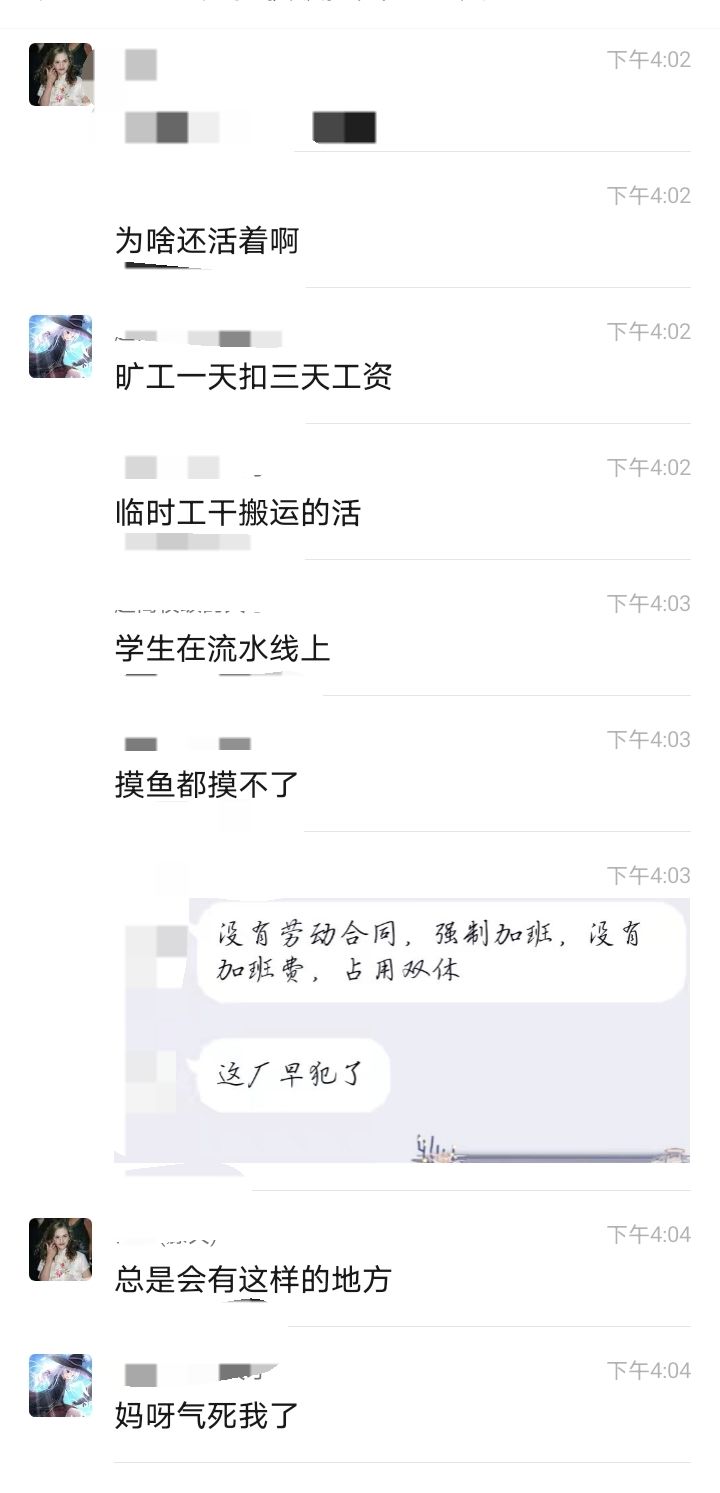 下午4:02
下午4:02
为啥还活着啊
下午4:02
旷工一天扣三天工资
下午4:02
临时工干搬运的活
下午4:03
学生在流水线上
下午4:03
摸鱼都摸不了
下午4:03
没有劳动合同，强制加班，没有
加班费，占用双休
这厂早犯了
下午4:04
总是会有这样的地方
下午4:04
妈呀气死我了